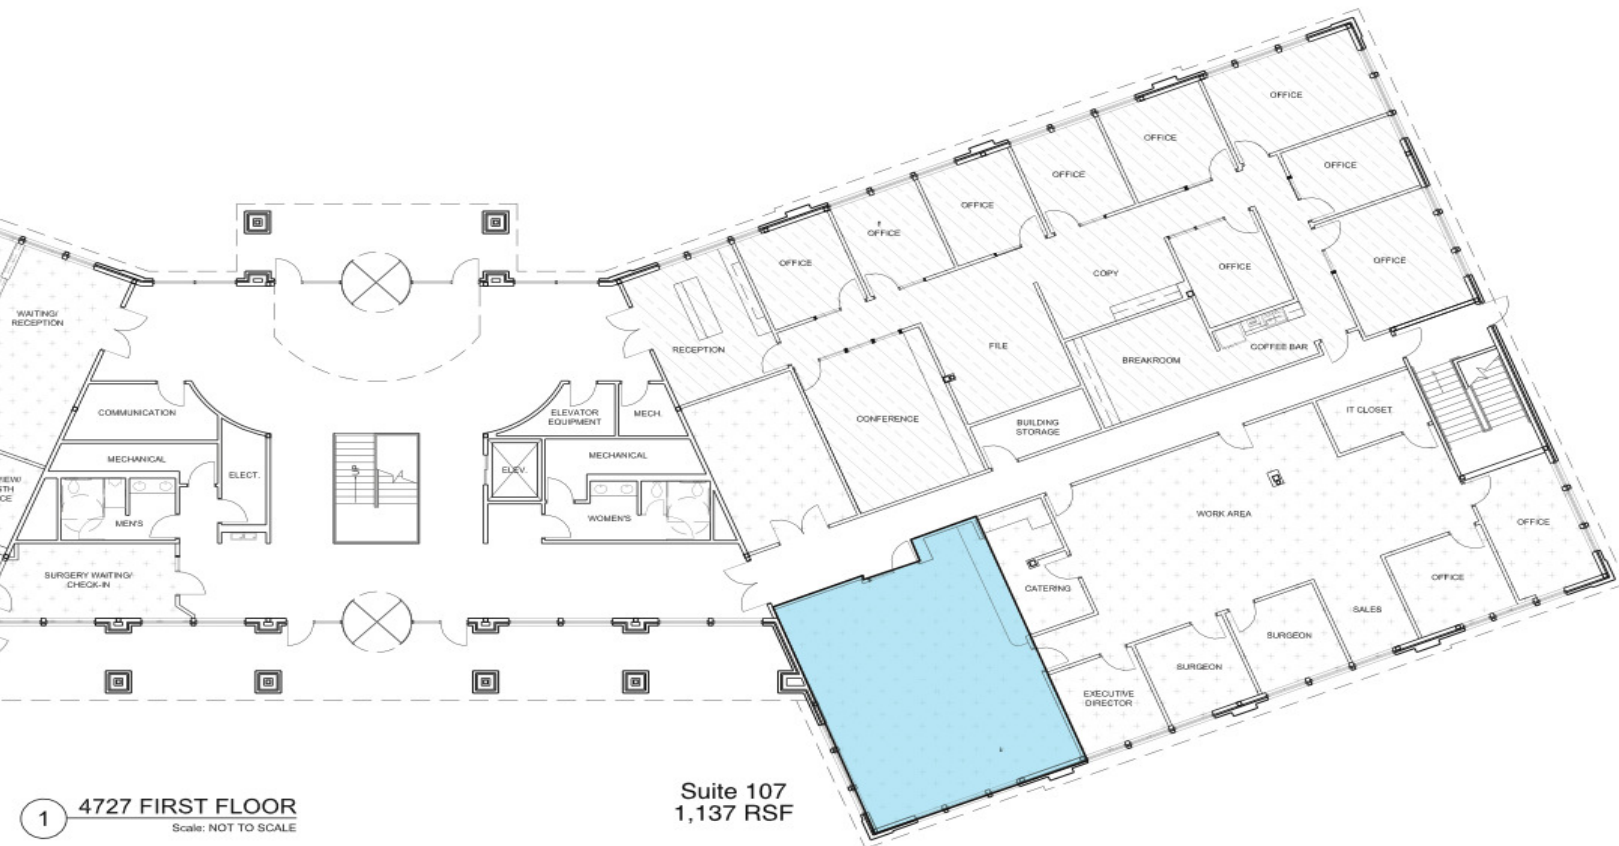 OFFICE
OFFICE
OFFICE
OFFICE
OFFICE
OFFICE
OFFICE
OFFICE
OFFICE
OFFICE
COPY
WAITING/
RECEPTION
RECEPTION
FILE
BREAKROOM
COFFEE BAR
COMMUNICATION
ELEVATOR
EQUIPMENT
MECH.
CONFERENCE
BUILDING
STORAGE
IT CLOSET
MECHANICAL
ELECT.
ELEV.
MECHANICAL
MEN'S
WOMEN'S
WORK AREA
OFFICE
SURGERY WAITING/
CHECK-IN
CATERING
OFFICE
SALES
SURGEON
SURGEON
EXECUTIVE
DIRECTOR
1
4727 FIRST FLOOR
Scale: NOT TO SCALE
Suite 107
1,137 RSF